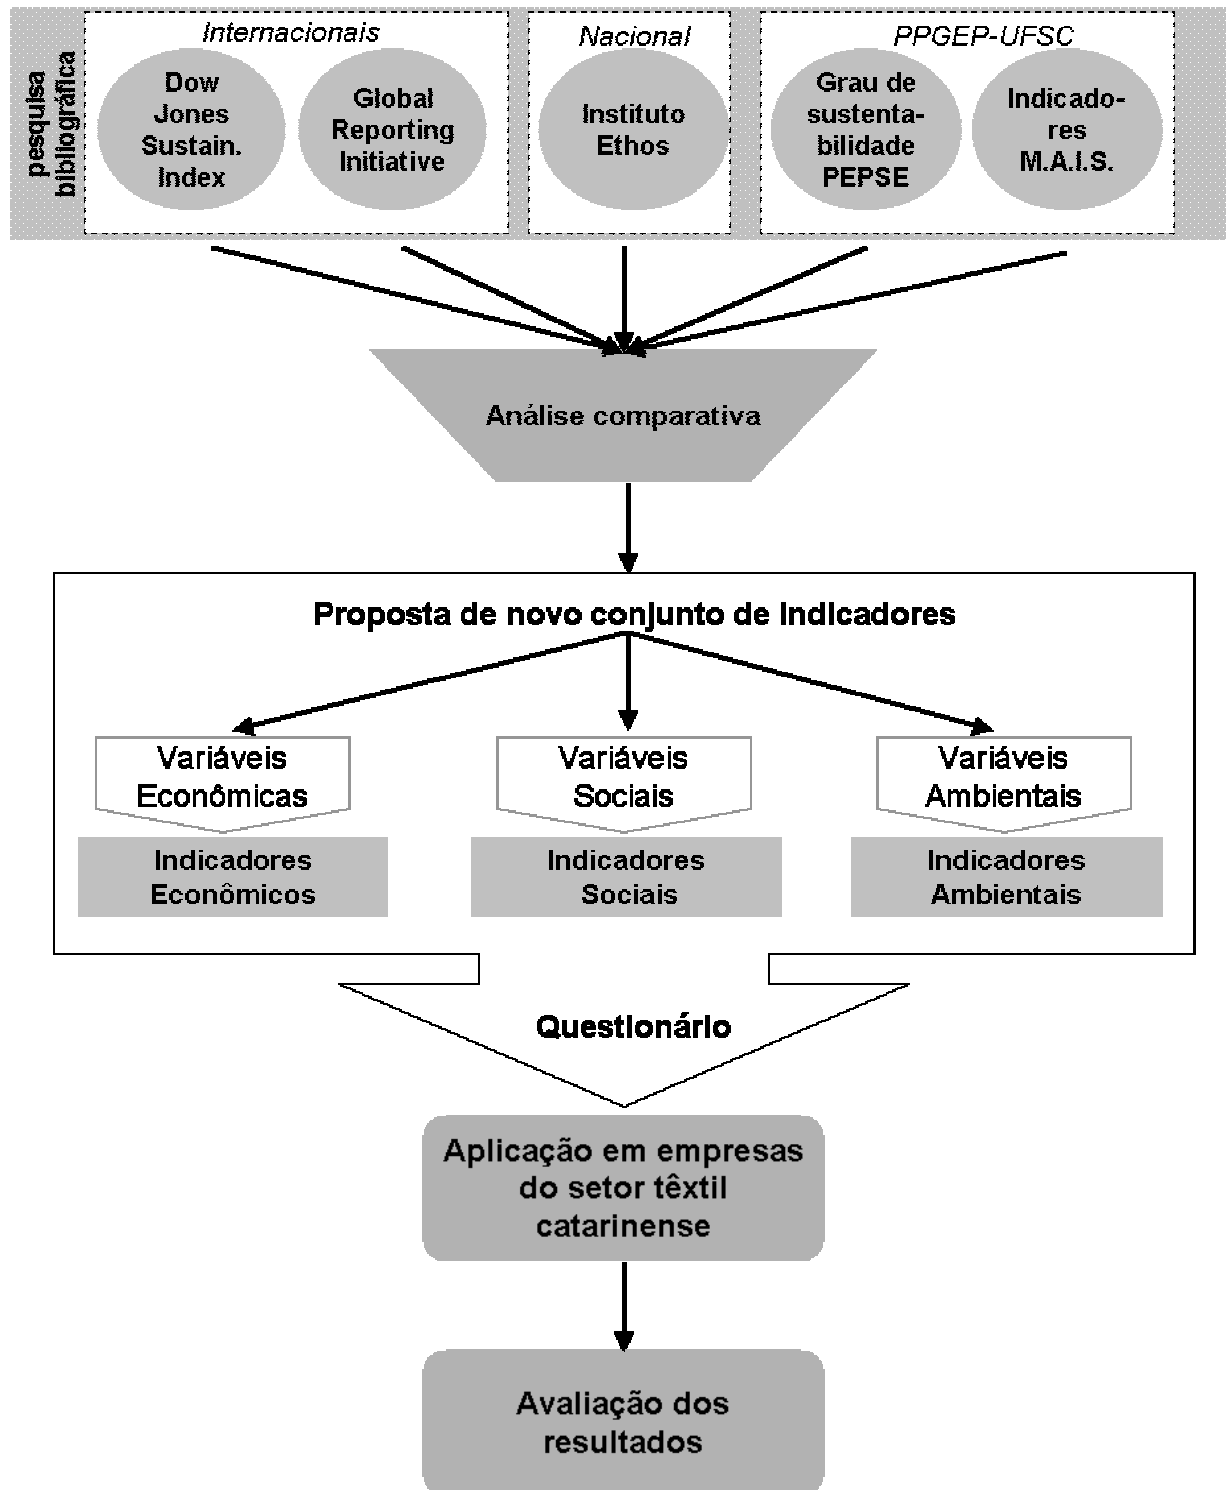 pesquisa
bibliográfica
Internacionais
Dow
Jones
Sustain.
Index
Global
Reporting
Initiative
Nacional
Instituto
Ethos
PPGEP-UFSC
Grau de
sustenta-
bilidade
PEPSE
Indicado-
res
M.A.I.S.
Análise comparativa
Proposta de novo conjunto de Indicadores
Variáveis
Econômicas
Indicadores
Econômicos
Variáveis
Sociais
Indicadores
Sociais
Variáveis
Ambientais
Indicadores
Ambientais
Questionário
Aplicação em empresas
do setor têxtil
catarinense
Avaliação dos
resultados